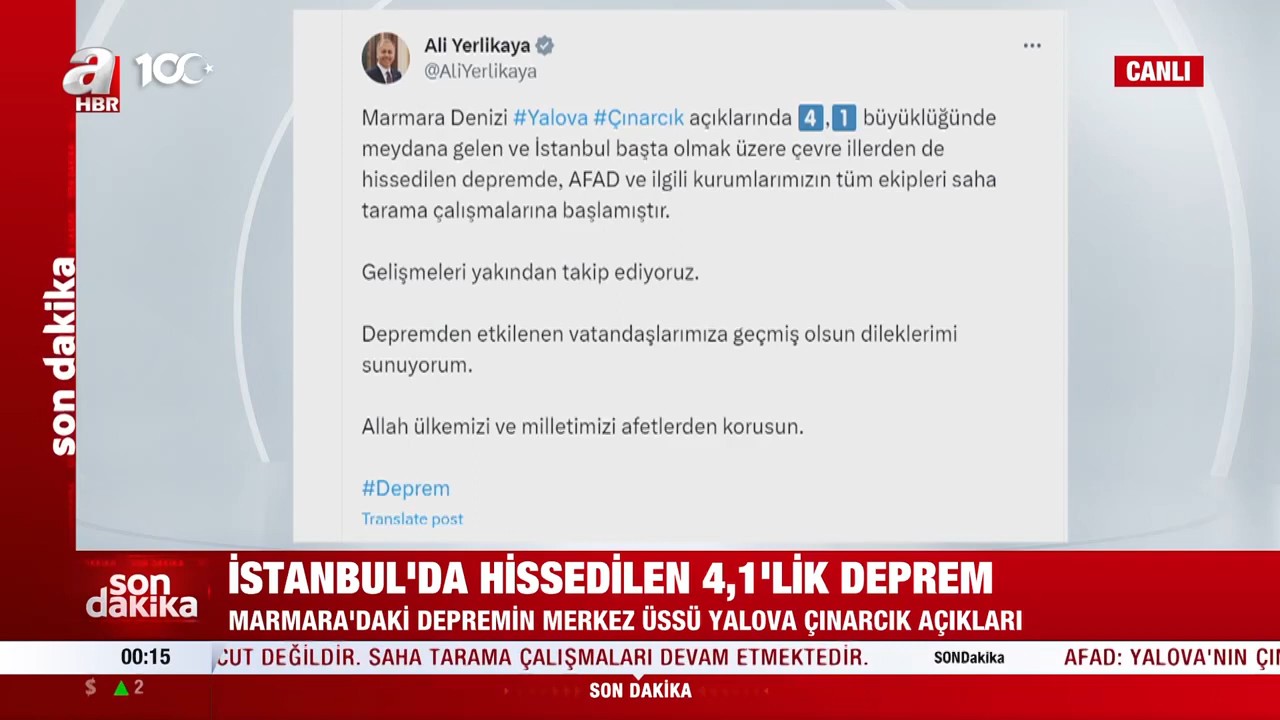 a
HBR
100
CANLI
Ali Yerlikaya
@AliYerlikaya
Marmara Denizi #Yalova #Çınarcık açıklarında 4,1 büyüklüğünde
meydana gelen ve İstanbul başta olmak üzere çevre illerden de
hissedilen depremde, AFAD ve ilgili kurumlarımızın tüm ekipleri saha
tarama çalışmalarına başlamıştır.
Gelişmeleri yakından takip ediyoruz.
Depremden etkilenen vatandaşlarımıza geçmiş olsun dileklerimi
sunuyorum.
Allah ülkemizi ve milletimizi afetlerden korusun.
#Deprem
Translate post
son dakika
son
dakika
İSTANBUL'DA HİSSEDİLEN 4,1'LİK DEPREM
MARMARA'DAKİ DEPREMİN MERKEZ ÜSSÜ YALOVA ÇINARCIK AÇIKLARI
00:15
CUT DEĞİLDİR. SAHA TARAMA ÇALIŞMALARI DEVAM ETMEKTEDİR.
SONDakika
AFAD: YALOVA'NIN ÇIN
$ ▲ 2
SON DAKİKA